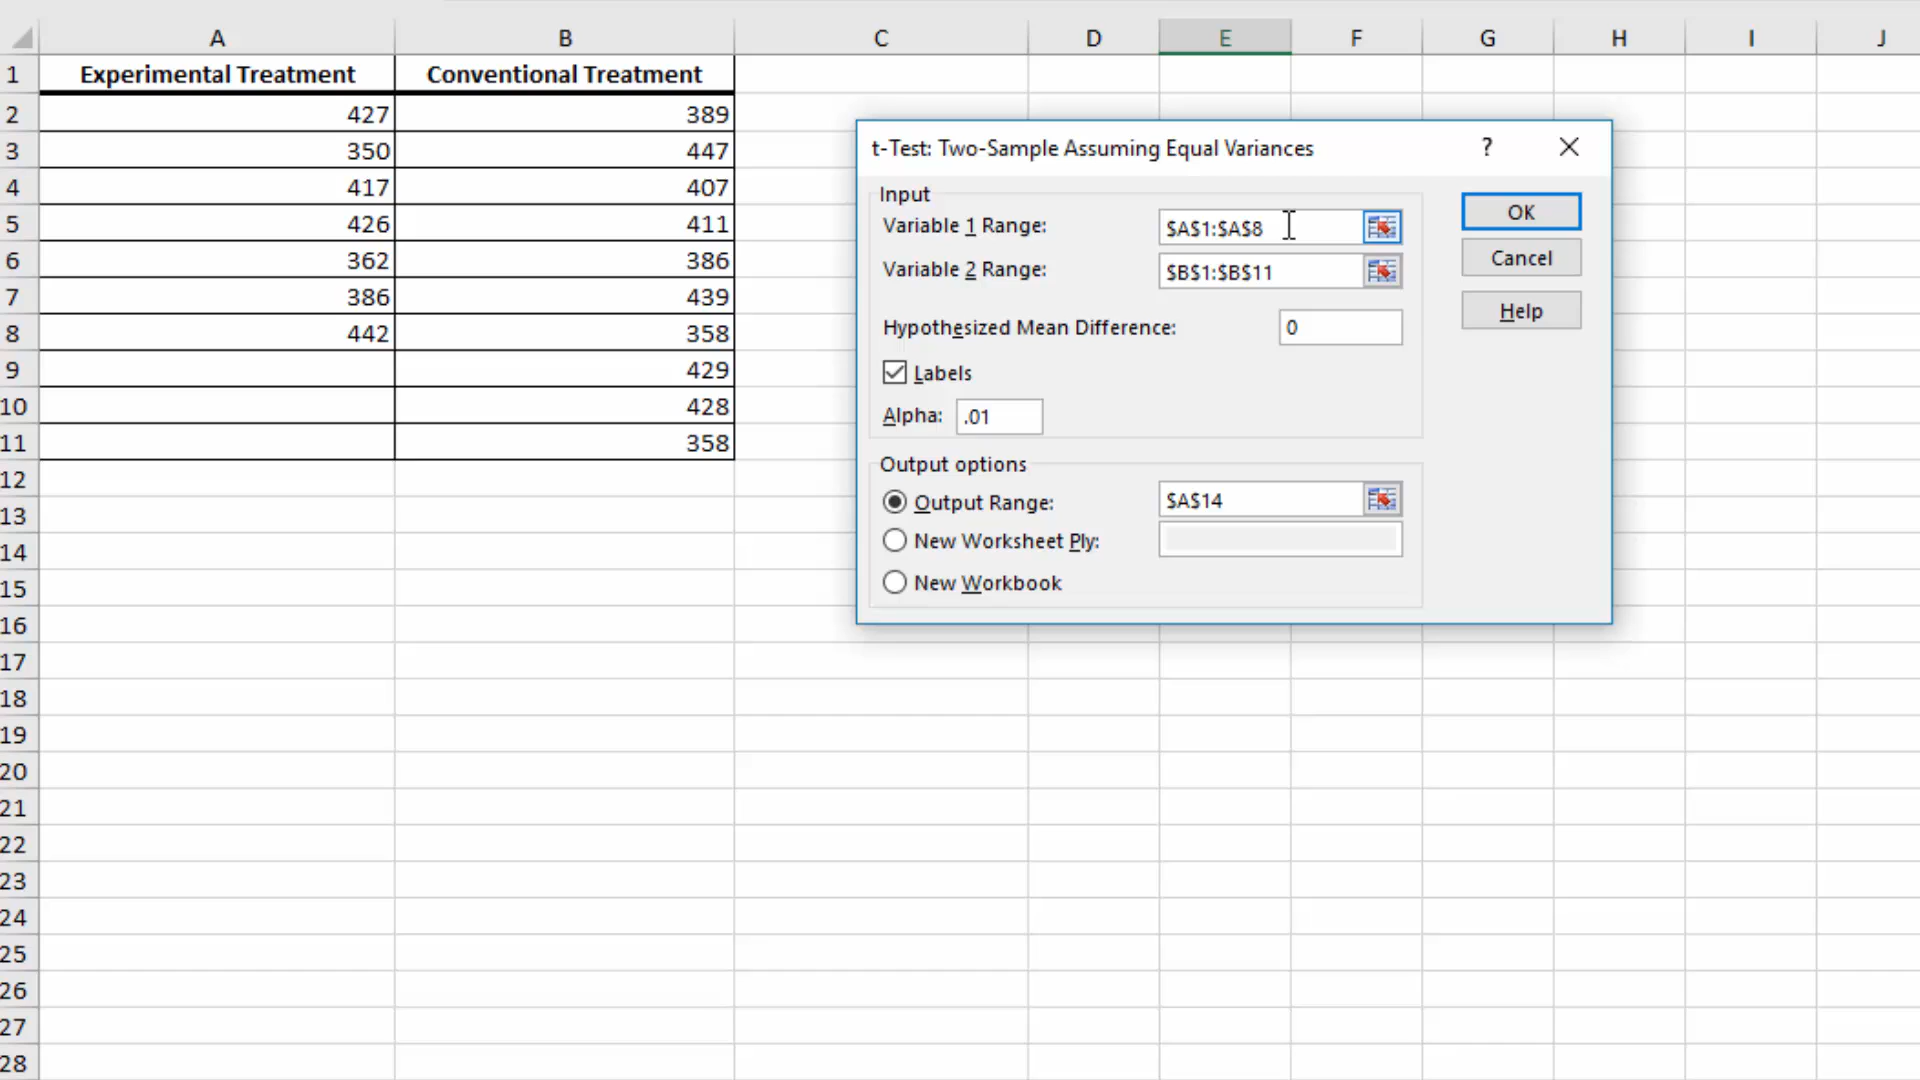 A B C D E F G H I J
1 Experimental Treatment Conventional Treatment
2 427 389
3 350 447
4 417 407
5 426 411
6 362 386
7 386 439
8 442 358
9 429
10 428
11 358
12
13
14
15
16
17
18
19
20
21
22
23
24
25
26
27
28
t-Test: Two-Sample Assuming Equal Variances ?
Input
Variable 1 Range: $A$1:$A$8
Variable 2 Range: $B$1:$B$11
Hypothesized Mean Difference: 0
Labels
Alpha: .01
Output options
Output Range: $A$14
New Worksheet Ply:
New Workbook
OK
Cancel
Help